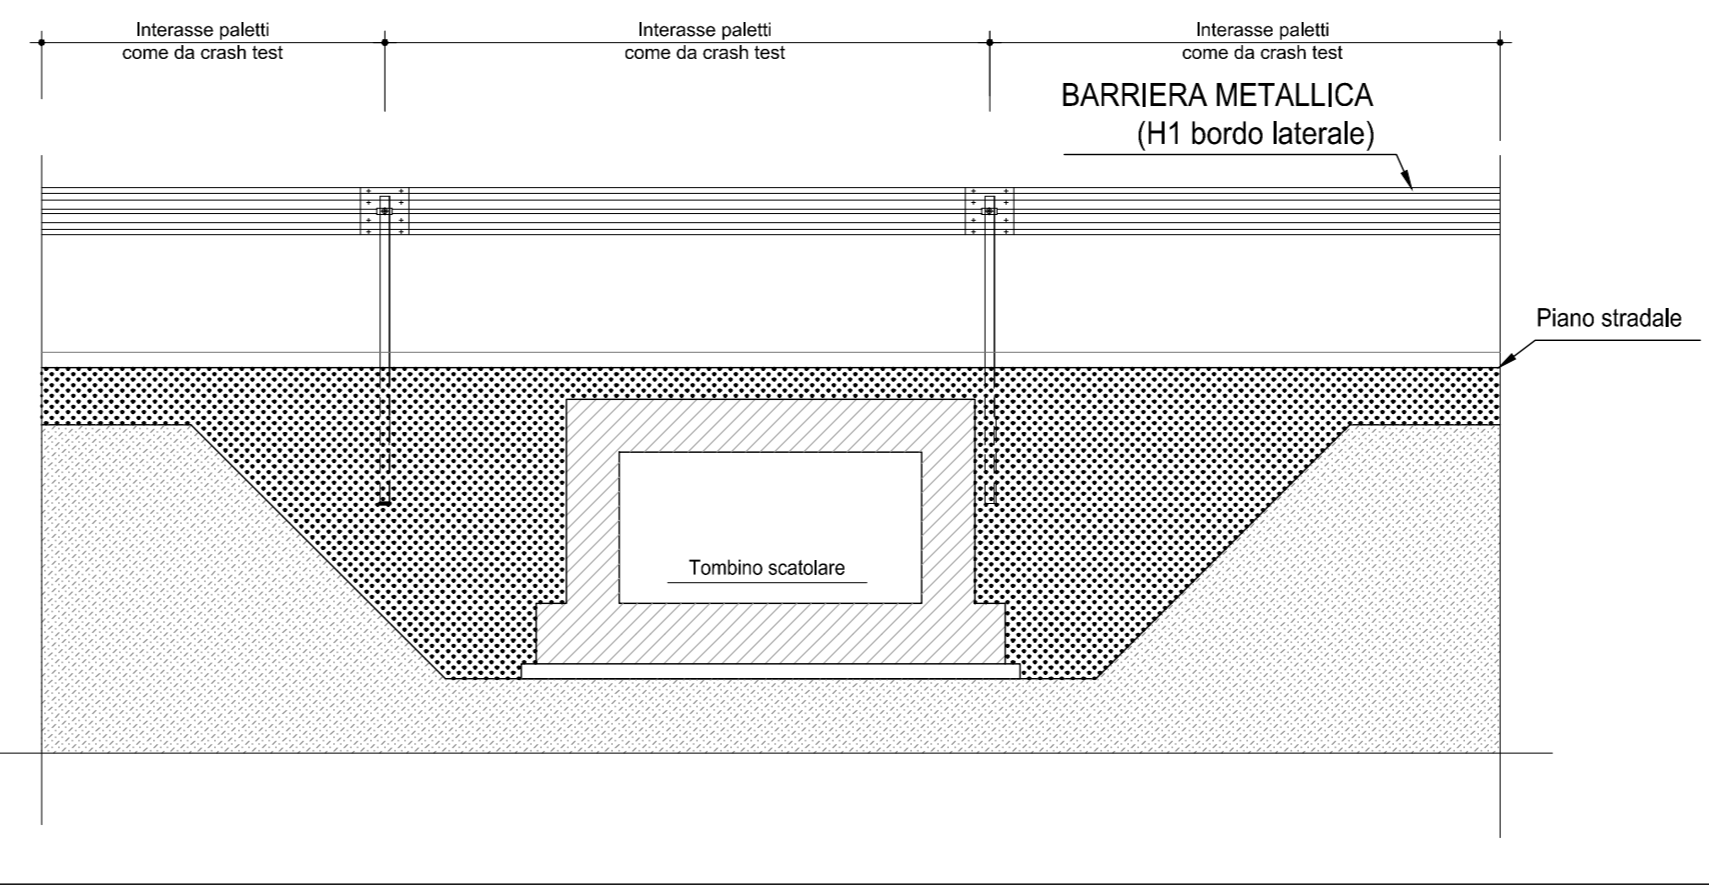 Interasse paletti
come da crash test
Interasse paletti
come da crash test
Interasse paletti
come da crash test
BARRIERA METALLICA
(H1 bordo laterale)
Piano stradale
Tombino scatolare